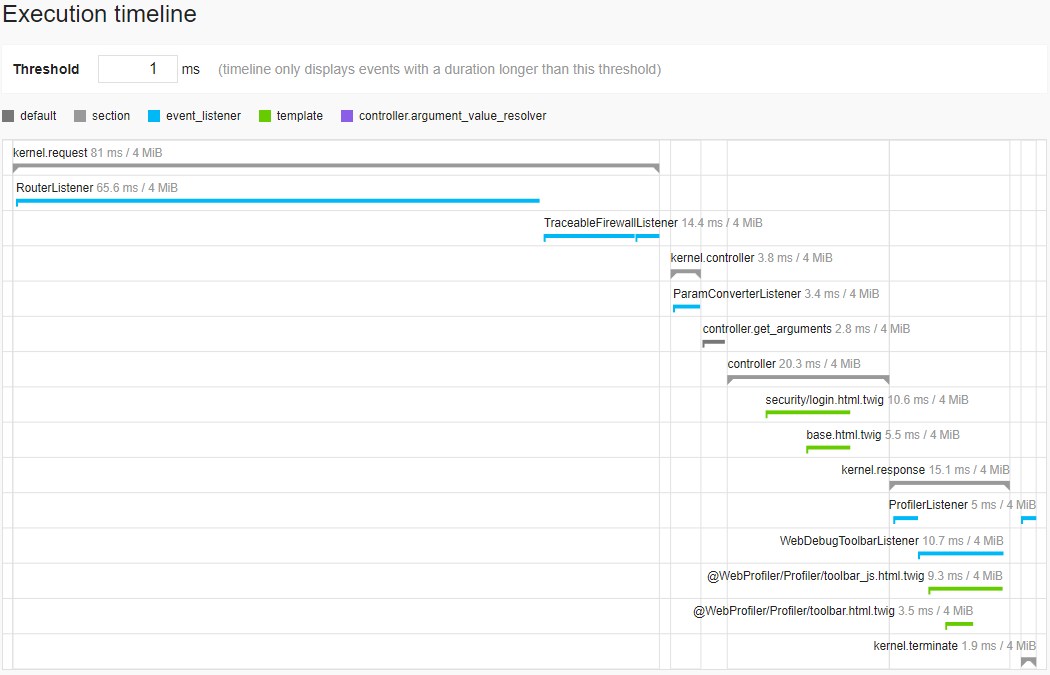 Execution timeline
Threshold 1 ms (timeline only displays events with a duration longer than this threshold)
default section event_listener template controller.argument_value_resolver
kernel.request 81 ms / 4 MiB
RouterListener 65.6 ms / 4 MiB
TraceableFirewallListener 14.4 ms / 4 MiB
kernel.controller 3.8 ms / 4 MiB
ParamConverterListener 3.4 ms / 4 MiB
controller.get_arguments 2.8 ms / 4 MiB
controller 20.3 ms / 4 MiB
security/login.html.twig 10.6 ms / 4 MiB
base.html.twig 5.5 ms / 4 MiB
kernel.response 15.1 ms / 4 MiB
ProfilerListener 5 ms / 4 MiB
WebDebugToolbarListener 10.7 ms / 4 MiB
@WebProfiler/Profiler/toolbar_js.html.twig 9.3 ms / 4 MiB
@WebProfiler/Profiler/toolbar.html.twig 3.5 ms / 4 MiB
kernel.terminate 1.9 ms / 4 MiB